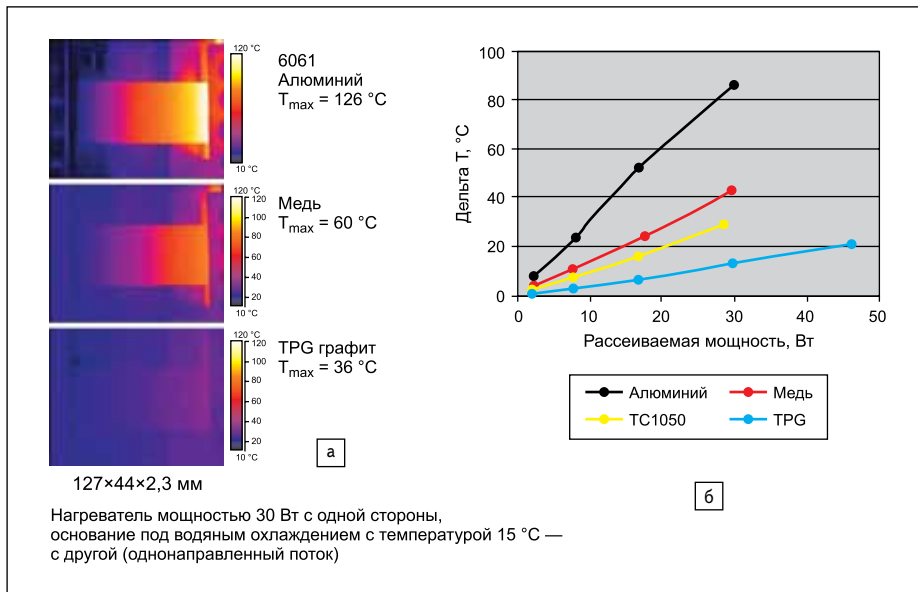 120 °C
10 °C
6061
Алюминий
Tmax = 126 °C
120 °C
120
100
80
60
40
20
10 °C
Медь
Tmax = 60 °C
120 °C
120
100
80
60
40
20
10 °C
TPG графит
Tmax = 36 °C
а
127×44×2,3 мм
Нагреватель мощностью 30 Вт с одной стороны,
основание под водяным охлаждением с температурой 15 °C —
с другой (однонаправленный поток)
Дельта T, °C
100
80
60
40
20
0
0 10 20 30 40 50
Рассеиваемая мощность, Вт
Алюминий Медь
TC1050 TPG
б